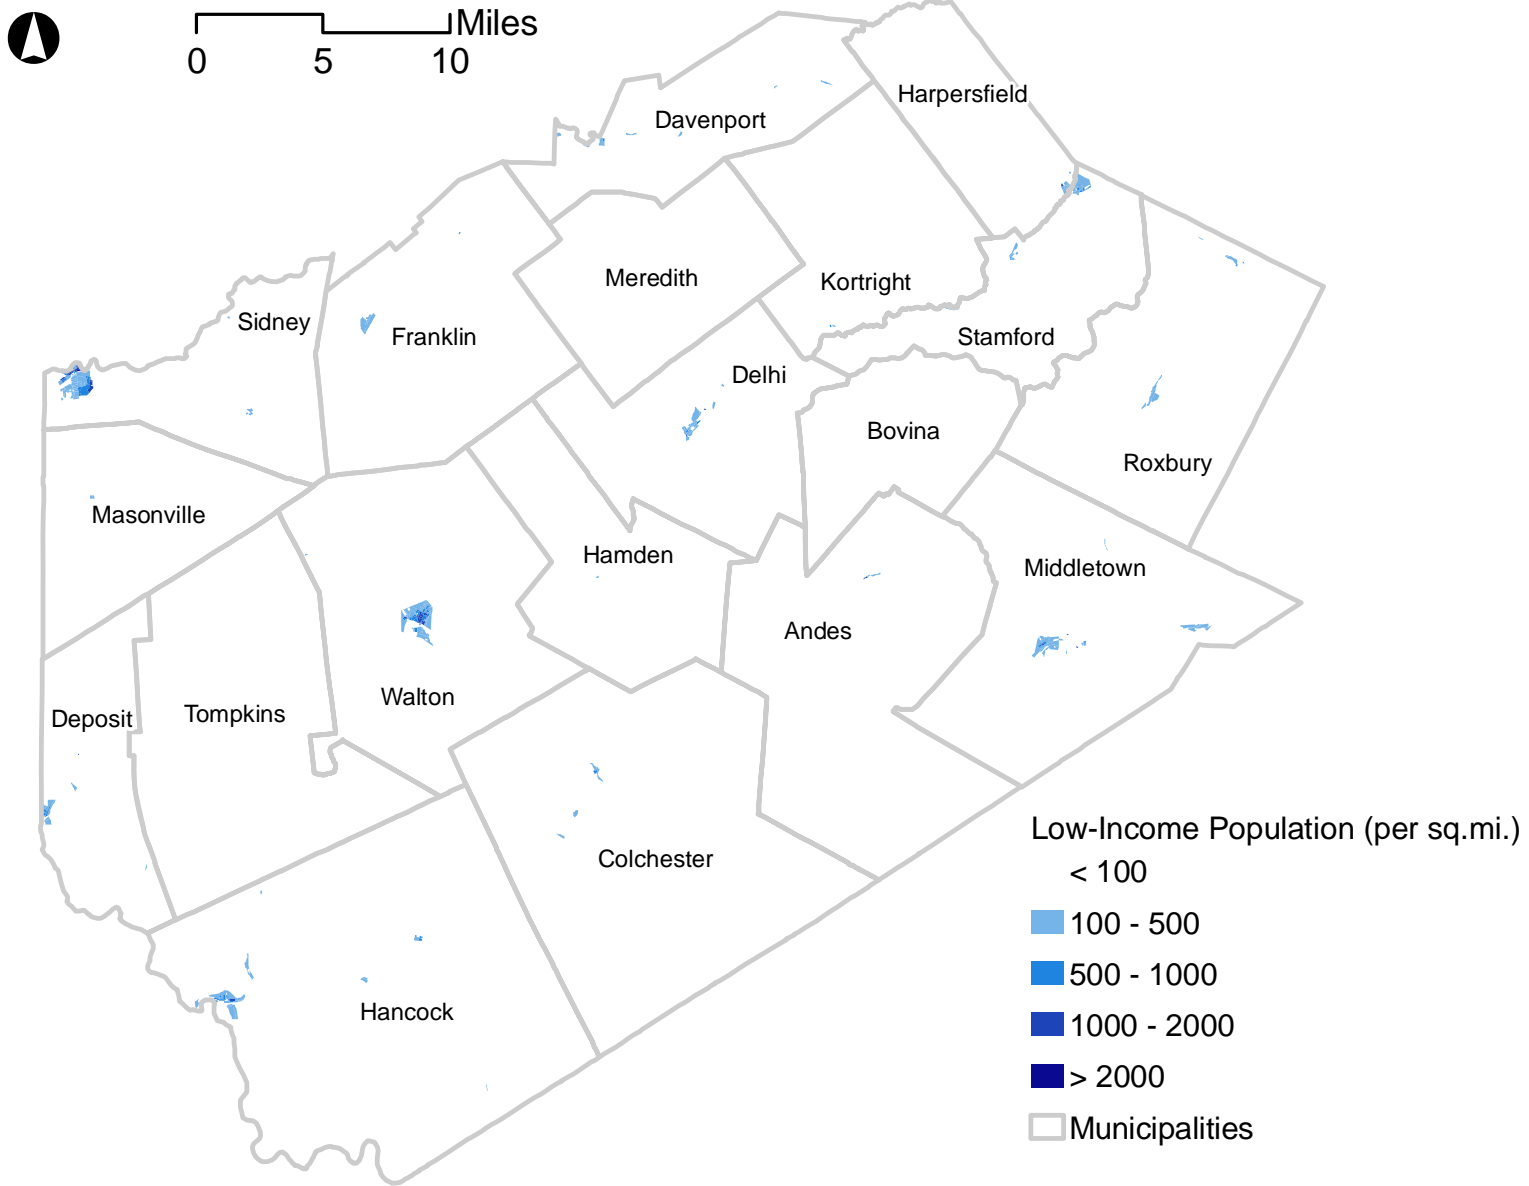 Miles
0 5 10
Harpersfield
Davenport
Meredith
Kortright
Sidney
Franklin
Stamford
Delhi
Bovina
Roxbury
Masonville
Hamden
Middletown
Andes
Walton
Deposit
Tompkins
Colchester
Hancock
Low-Income Population (per sq.mi.)
< 100
100 - 500
500 - 1000
1000 - 2000
> 2000
Municipalities